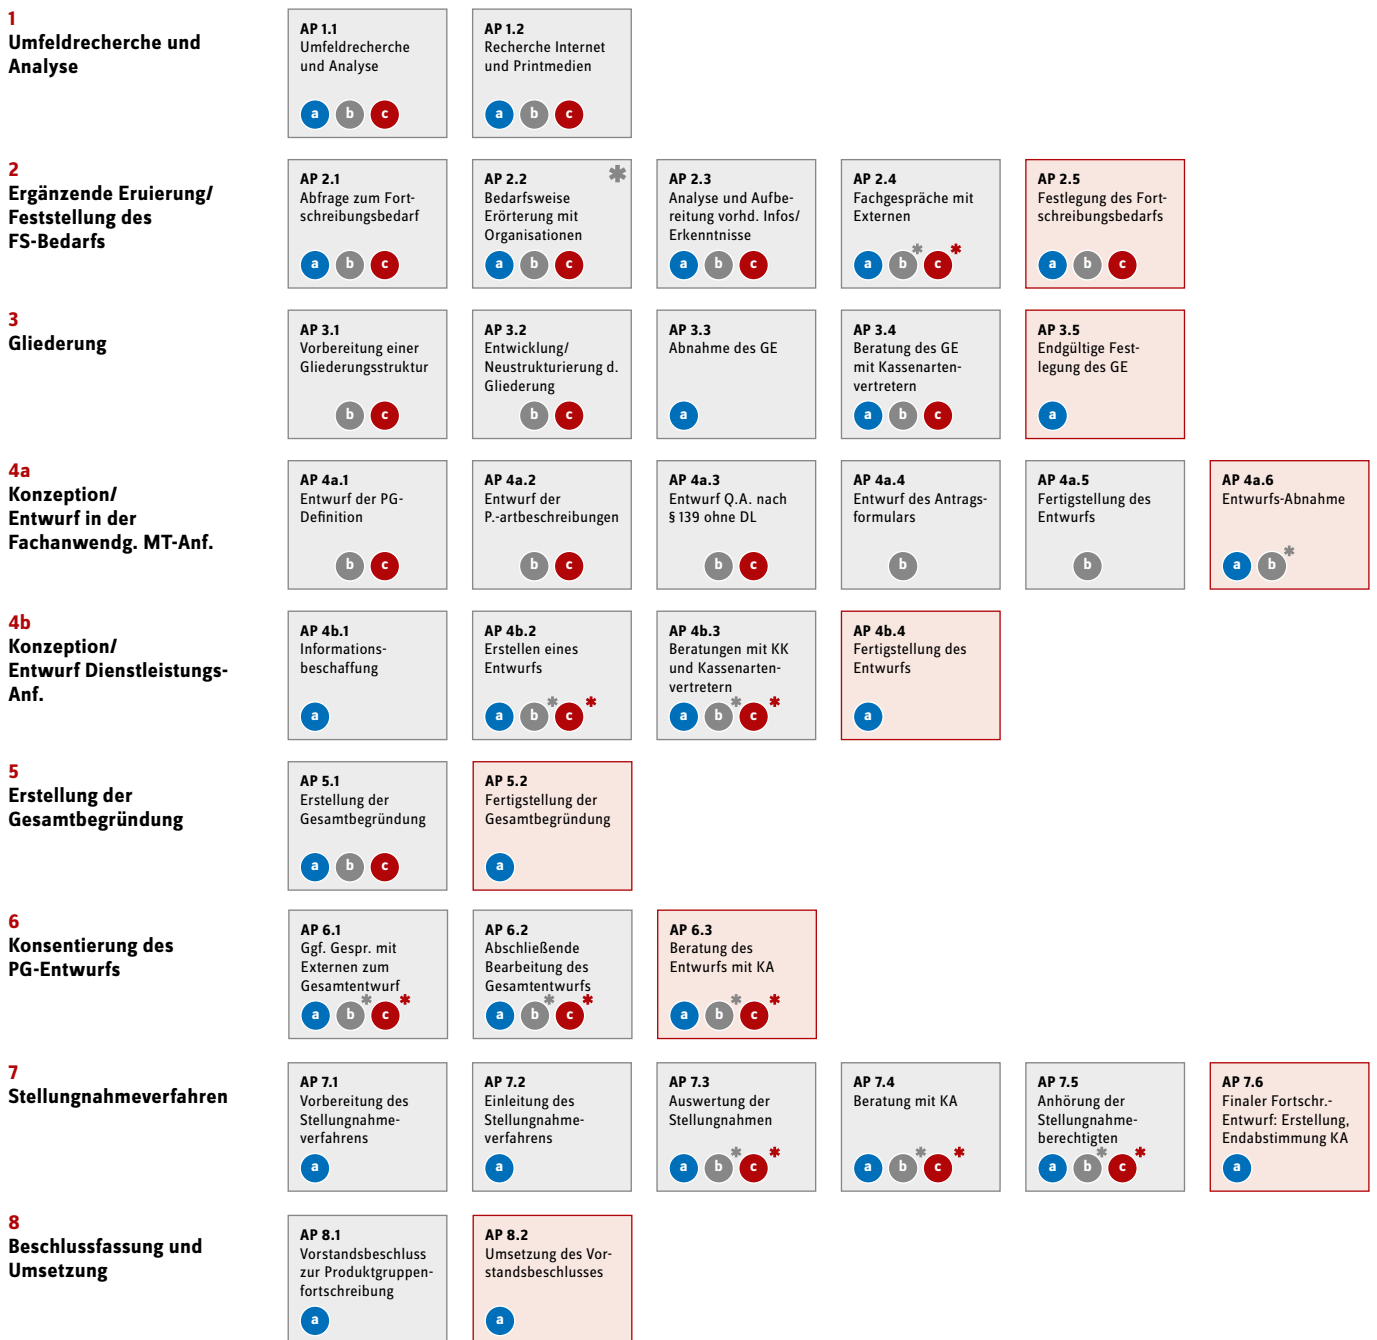 1
Umfeldrecherche und
Analyse
AP 1.1
Umfeldrecherche
und Analyse
a b c
AP 1.2
Recherche Internet
und Printmedien
a b c
2
Ergänzende Eruierung/
Feststellung des
FS-Bedarfs
AP 2.1
Abfrage zum Fort-
schreibungsbedarf
a b c
AP 2.2 *
Bedarfsweise
Erörterung mit
Organisationen
a b c
AP 2.3
Analyse und Aufbe-
reitung vorhd. Infos/
Erkenntnisse
a b c
AP 2.4
Fachgespräche mit
Externen
a b* c*
AP 2.5
Festlegung des Fort-
schreibungsbedarfs
a b c
3
Gliederung
AP 3.1
Vorbereitung einer
Gliederungsstruktur
b c
AP 3.2
Entwicklung/
Neustrukturierung d.
Gliederung
b c
AP 3.3
Abnahme des GE
a
AP 3.4
Beratung des GE
mit Kassenarten-
vertretern
a b c
AP 3.5
Endgültige Fest-
legung des GE
a
4a
Konzeption/
Entwurf in der
Fachanwendg. MT-Anf.
AP 4a.1
Entwurf der PG-
Definition
b c
AP 4a.2
Entwurf der
P.-artbeschreibungen
b c
AP 4a.3
Entwurf Q.A. nach
§ 139 ohne DL
b c
AP 4a.4
Entwurf des Antrags-
formulars
b
AP 4a.5
Fertigstellung des
Entwurfs
b
AP 4a.6
Entwurfs-Abnahme
a b*
4b
Konzeption/
Entwurf Dienstleistungs-
Anf.
AP 4b.1
Informations-
beschaffung
a
AP 4b.2
Erstellen eines
Entwurfs
a b* c*
AP 4b.3
Beratungen mit KK
und Kassenarten-
vertretern
a b* c*
AP 4b.4
Fertigstellung des
Entwurfs
a
5
Erstellung der
Gesamtbegründung
AP 5.1
Erstellung der
Gesamtbegründung
a b c
AP 5.2
Fertigstellung der
Gesamtbegründung
a
6
Konsentierung des
PG-Entwurfs
AP 6.1
Ggf. Gespr. mit
Externen zum
Gesamtentwurf
a b* c*
AP 6.2
Abschließende
Bearbeitung des
Gesamtentwurfs
a b* c*
AP 6.3
Beratung des
Entwurfs mit KA
a b* c*
7
Stellungnahmeverfahren
AP 7.1
Vorbereitung des
Stellungnahme-
verfahrens
a
AP 7.2
Einleitung des
Stellungnahme-
verfahrens
a
AP 7.3
Auswertung der
Stellungnahmen
a b* c*
AP 7.4
Beratung mit KA
a b* c*
AP 7.5
Anhörung der
Stellungnahme-
berechtigten
a b* c*
AP 7.6
Finaler Fortschr.-
Entwurf: Erstellung,
Endabstimmung KA
a
8
Beschlussfassung und
Umsetzung
AP 8.1
Vorstandsbeschluss
zur Produktgruppen-
fortschreibung
a
AP 8.2
Umsetzung des Vor-
standsbeschlusses
a